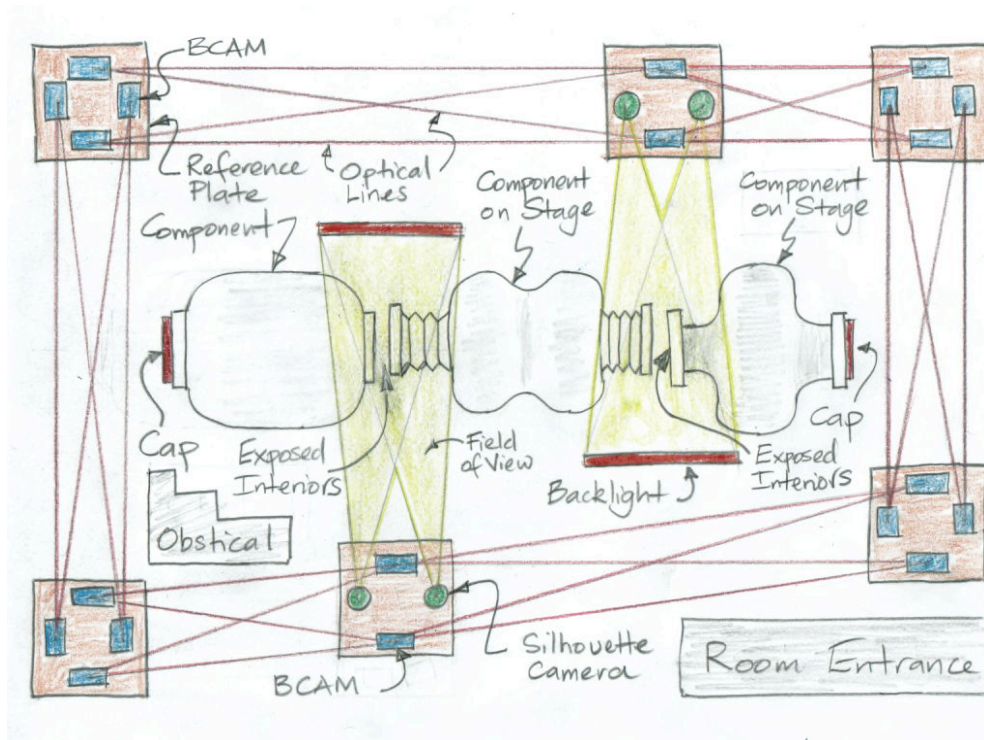 BCAM
Reference
Plate
Optical
Lines
Component
on Stage
Component
on Stage
Component
Cap
Exposed
Interiors
Field
of View
Backlight
Exposed
Interiors
Cap
Obstical
Silhouette
Camera
BCAM
Room Entrance